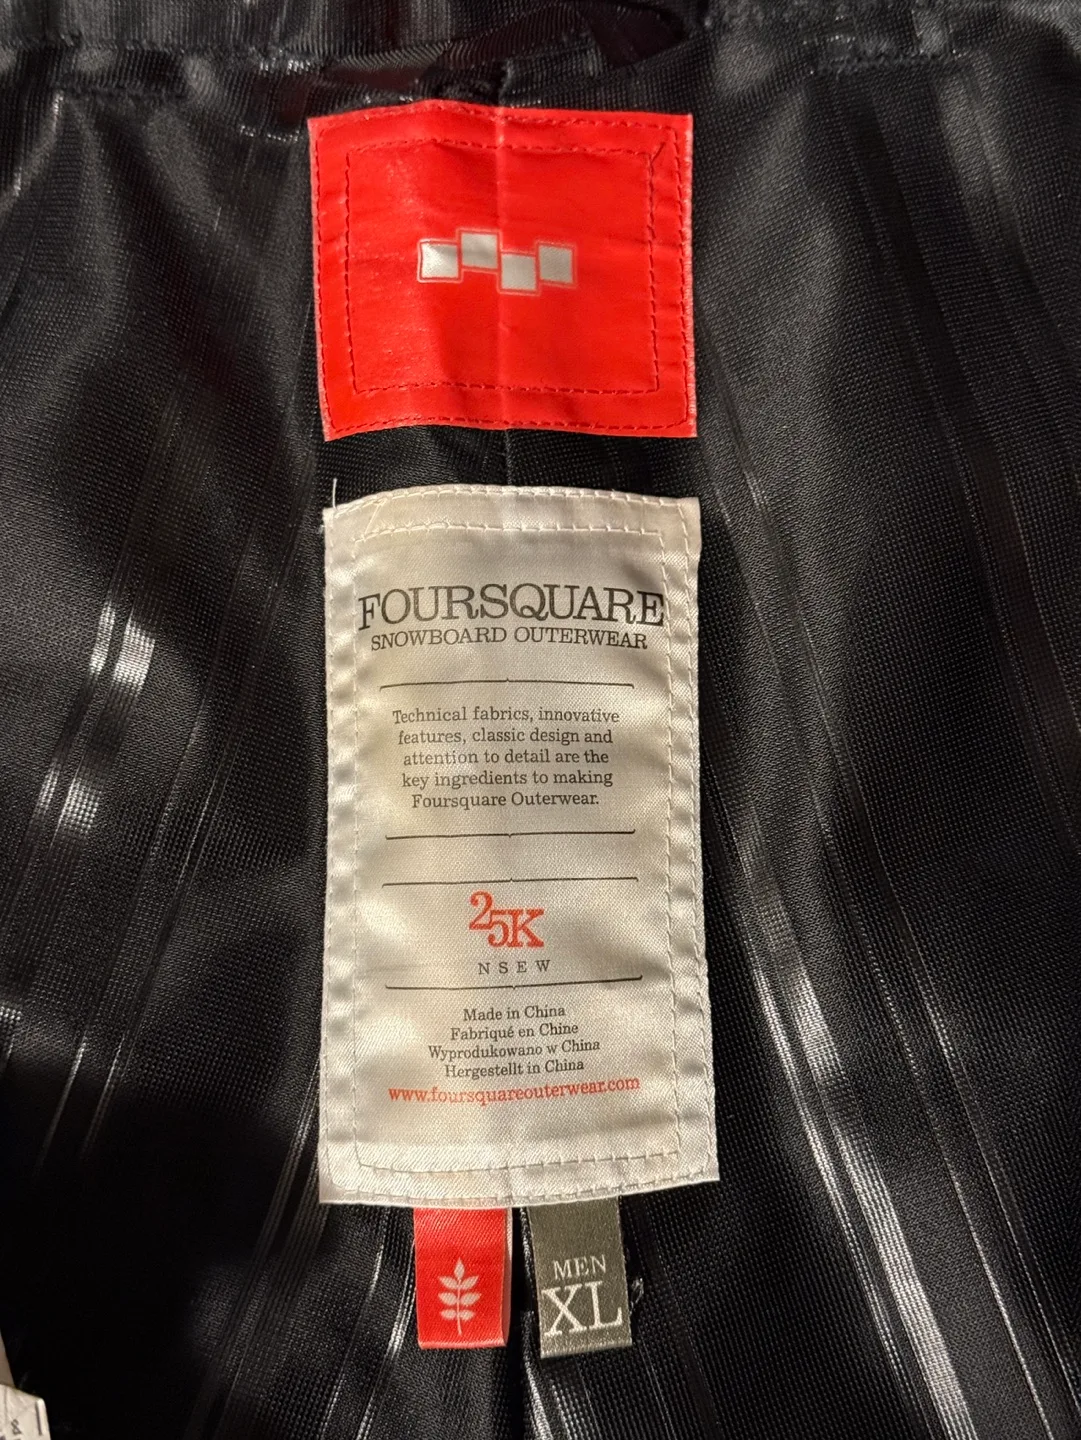 FOURSQUARE
SNOWBOARD OUTERWEAR
Technical fabrics, innovative
features, classic design and
attention to detail are the
key ingredients to making
Foursquare Outerwear.
25K
NSEW
Made in China
Fabriqué en Chine
Wyprodukowano w China
Hergestellt in China
www.foursquareouterwear.com
MEN
XL